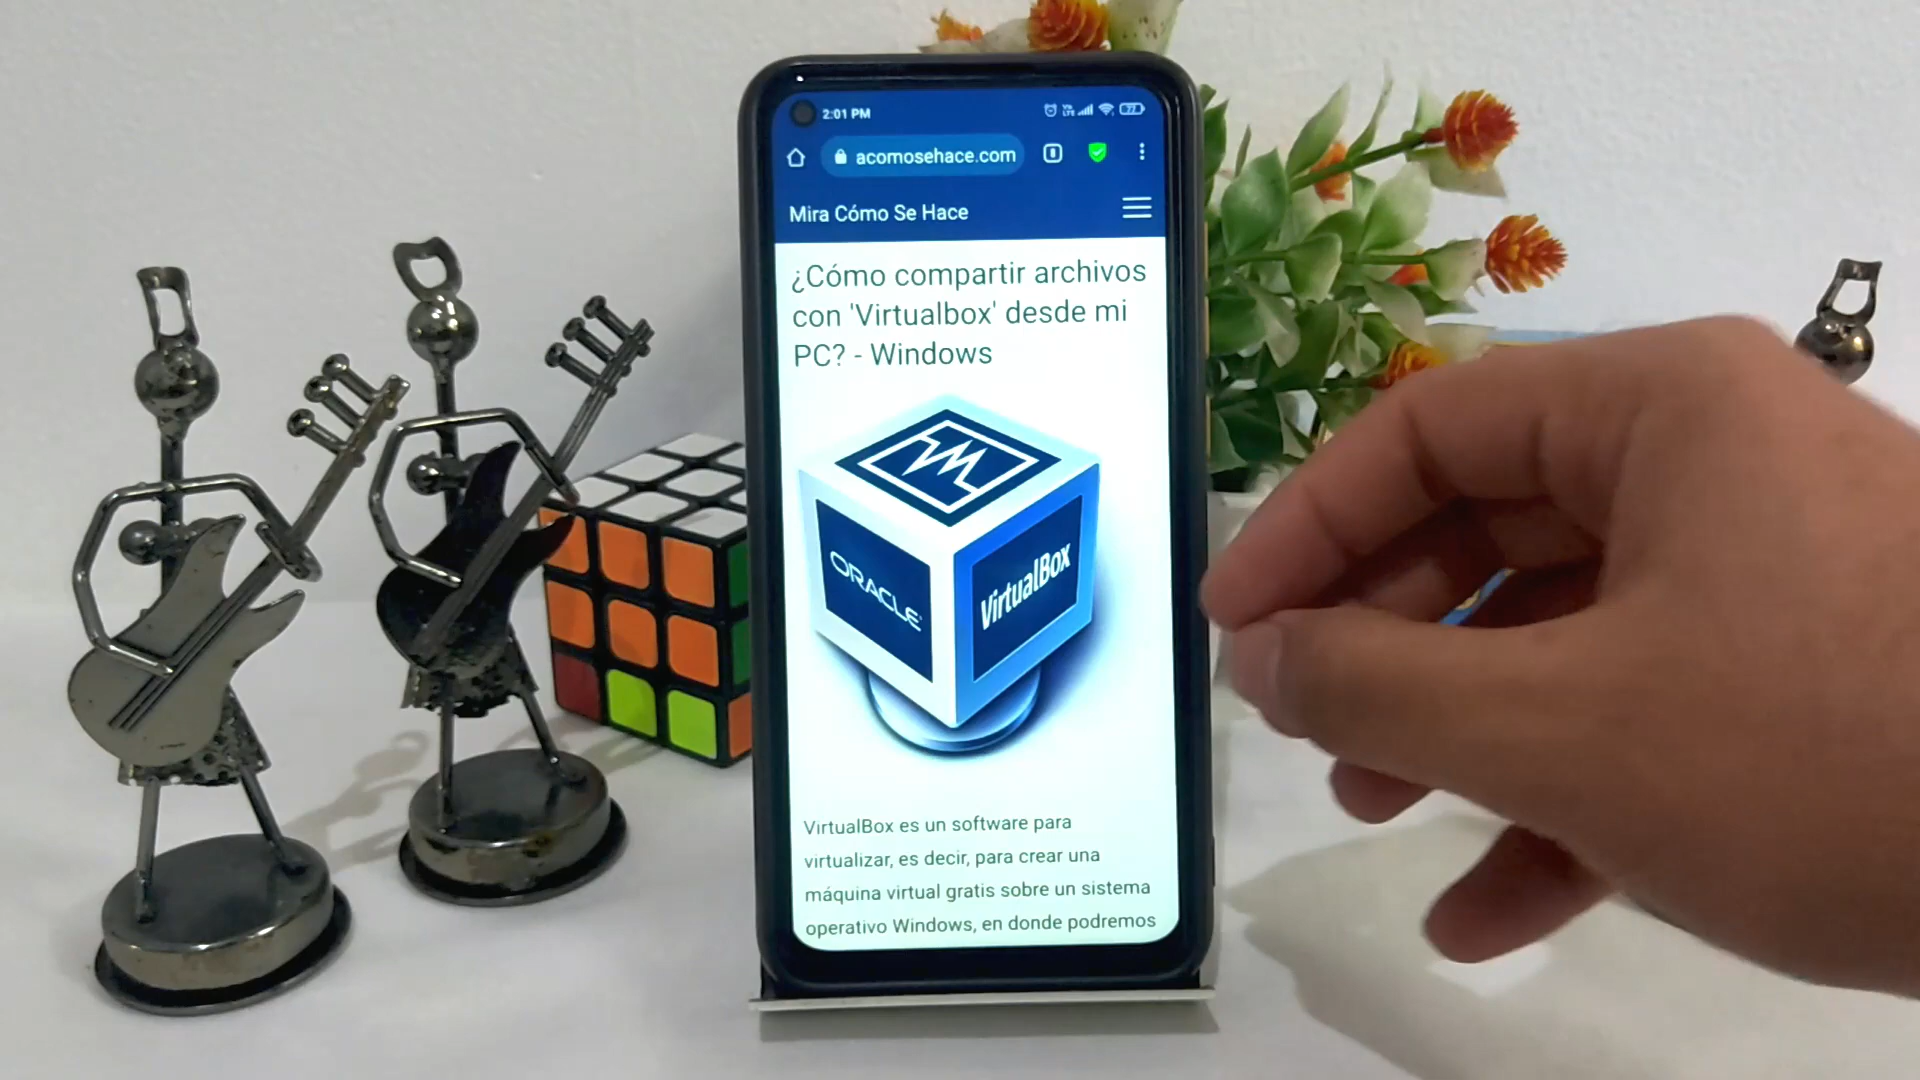 2:01 PM
77
acomosehace.com
Mira Cómo Se Hace
¿Cómo compartir archivos
con 'Virtualbox' desde mi
PC? - Windows
ORACLE
VirtualBox
VirtualBox es un software para
virtualizar, es decir, para crear una
máquina virtual gratis sobre un sistema
operativo Windows, en donde podremos